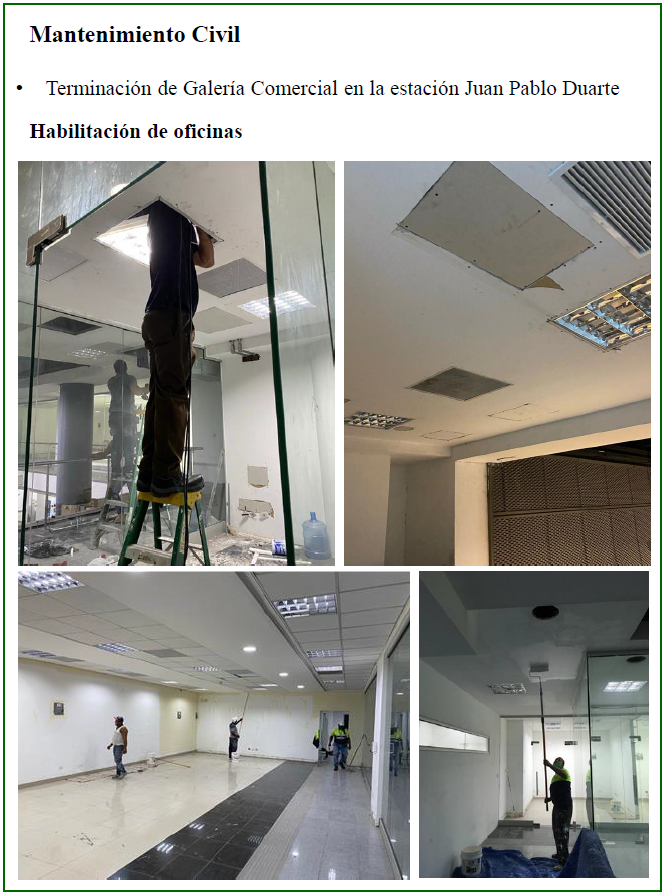 Mantenimiento Civil
• Terminación de Galería Comercial en la estación Juan Pablo Duarte
Habilitación de oficinas